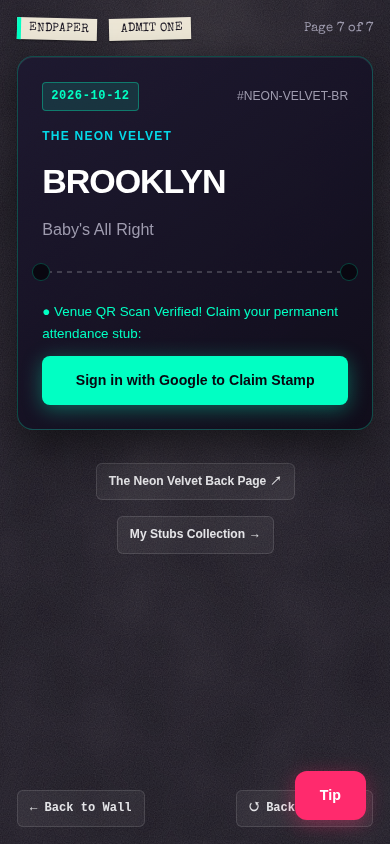 ENDPAPER ADMIT ONE Page 7 of 7
2026-10-12 #NEON-VELVET-BR
THE NEON VELVET
BROOKLYN
Baby's All Right
● Venue QR Scan Verified! Claim your permanent
attendance stub:
Sign in with Google to Claim Stamp
The Neon Velvet Back Page ↗
My Stubs Collection →
← Back to Wall ↺ Back
Tip